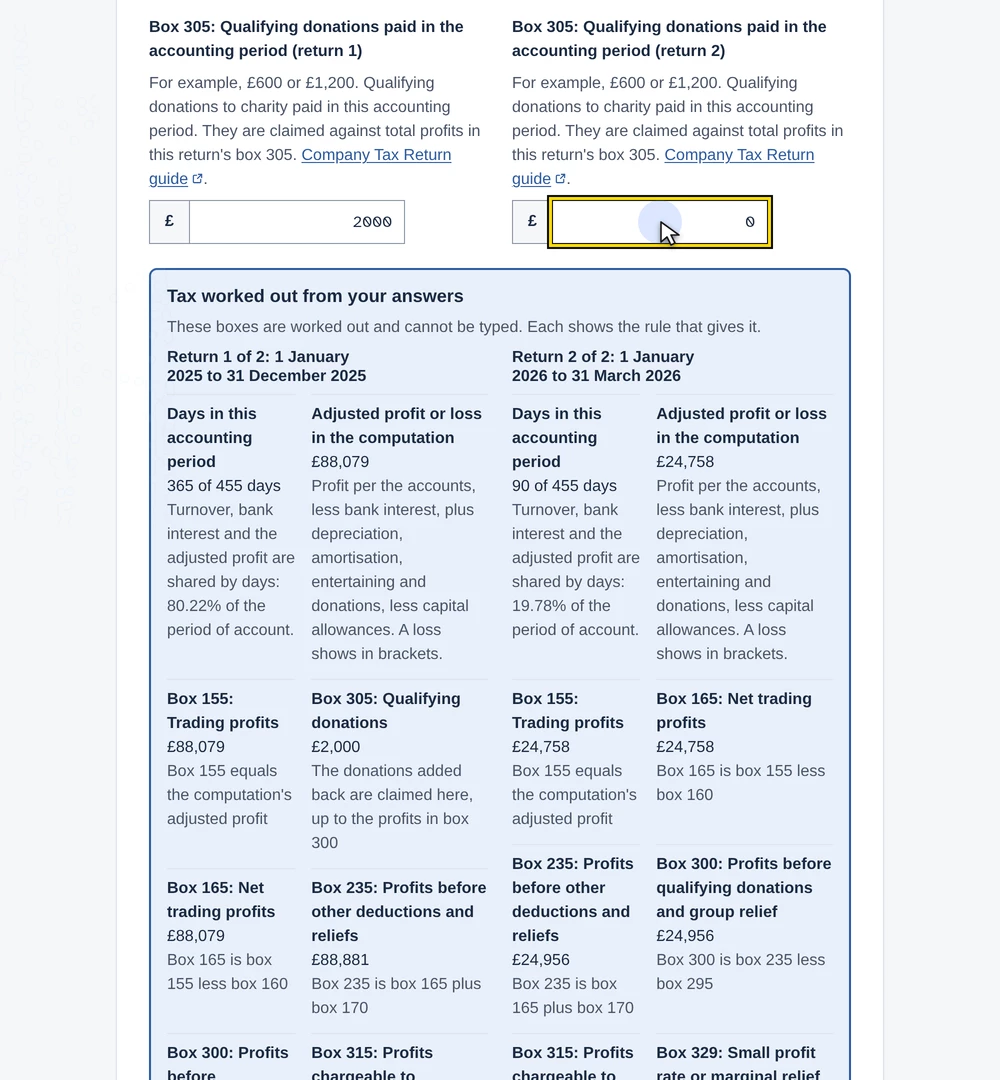 Box 305: Qualifying donations paid in the
accounting period (return 1)
For example, £600 or £1,200. Qualifying
donations to charity paid in this accounting
period. They are claimed against total profits in
this return's box 305. Company Tax Return
guide.
£ 2000
Box 305: Qualifying donations paid in the
accounting period (return 2)
For example, £600 or £1,200. Qualifying
donations to charity paid in this accounting
period. They are claimed against total profits in
this return's box 305. Company Tax Return
guide.
£ 0
Tax worked out from your answers
These boxes are worked out and cannot be typed. Each shows the rule that gives it.
Return 1 of 2: 1 January
2025 to 31 December 2025
Days in this
accounting
period
365 of 455 days
Turnover, bank
interest and the
adjusted profit are
shared by days:
80.22% of the
period of account.
Adjusted profit or loss
in the computation
£88,079
Profit per the accounts,
less bank interest, plus
depreciation,
amortisation,
entertaining and
donations, less capital
allowances. A loss
shows in brackets.
Box 155:
Trading profits
£88,079
Box 155 equals
the computation's
adjusted profit
Box 305: Qualifying
donations
£2,000
The donations added
back are claimed here,
up to the profits in box
300
Box 165: Net
trading profits
£88,079
Box 165 is box
155 less box 160
Box 235: Profits before
other deductions and
reliefs
£88,881
Box 235 is box 165 plus
box 170
Box 300: Profits
before
Box 315: Profits
chargeable to
Return 2 of 2: 1 January
2026 to 31 March 2026
Days in this
accounting
period
90 of 455 days
Turnover, bank
interest and the
adjusted profit are
shared by days:
19.78% of the
period of account.
Adjusted profit or loss
in the computation
£24,758
Profit per the accounts,
less bank interest, plus
depreciation,
amortisation,
entertaining and
donations, less capital
allowances. A loss
shows in brackets.
Box 155:
Trading profits
£24,758
Box 155 equals
the computation's
adjusted profit
Box 165: Net trading
profits
£24,758
Box 165 is box 155 less
box 160
Box 235: Profits
before other
deductions and
reliefs
£24,956
Box 235 is box
165 plus box 170
Box 300: Profits before
qualifying donations
and group relief
£24,956
Box 300 is box 235 less
box 295
Box 315: Profits
chargeable to
Box 329: Small profit
rate or marginal relief